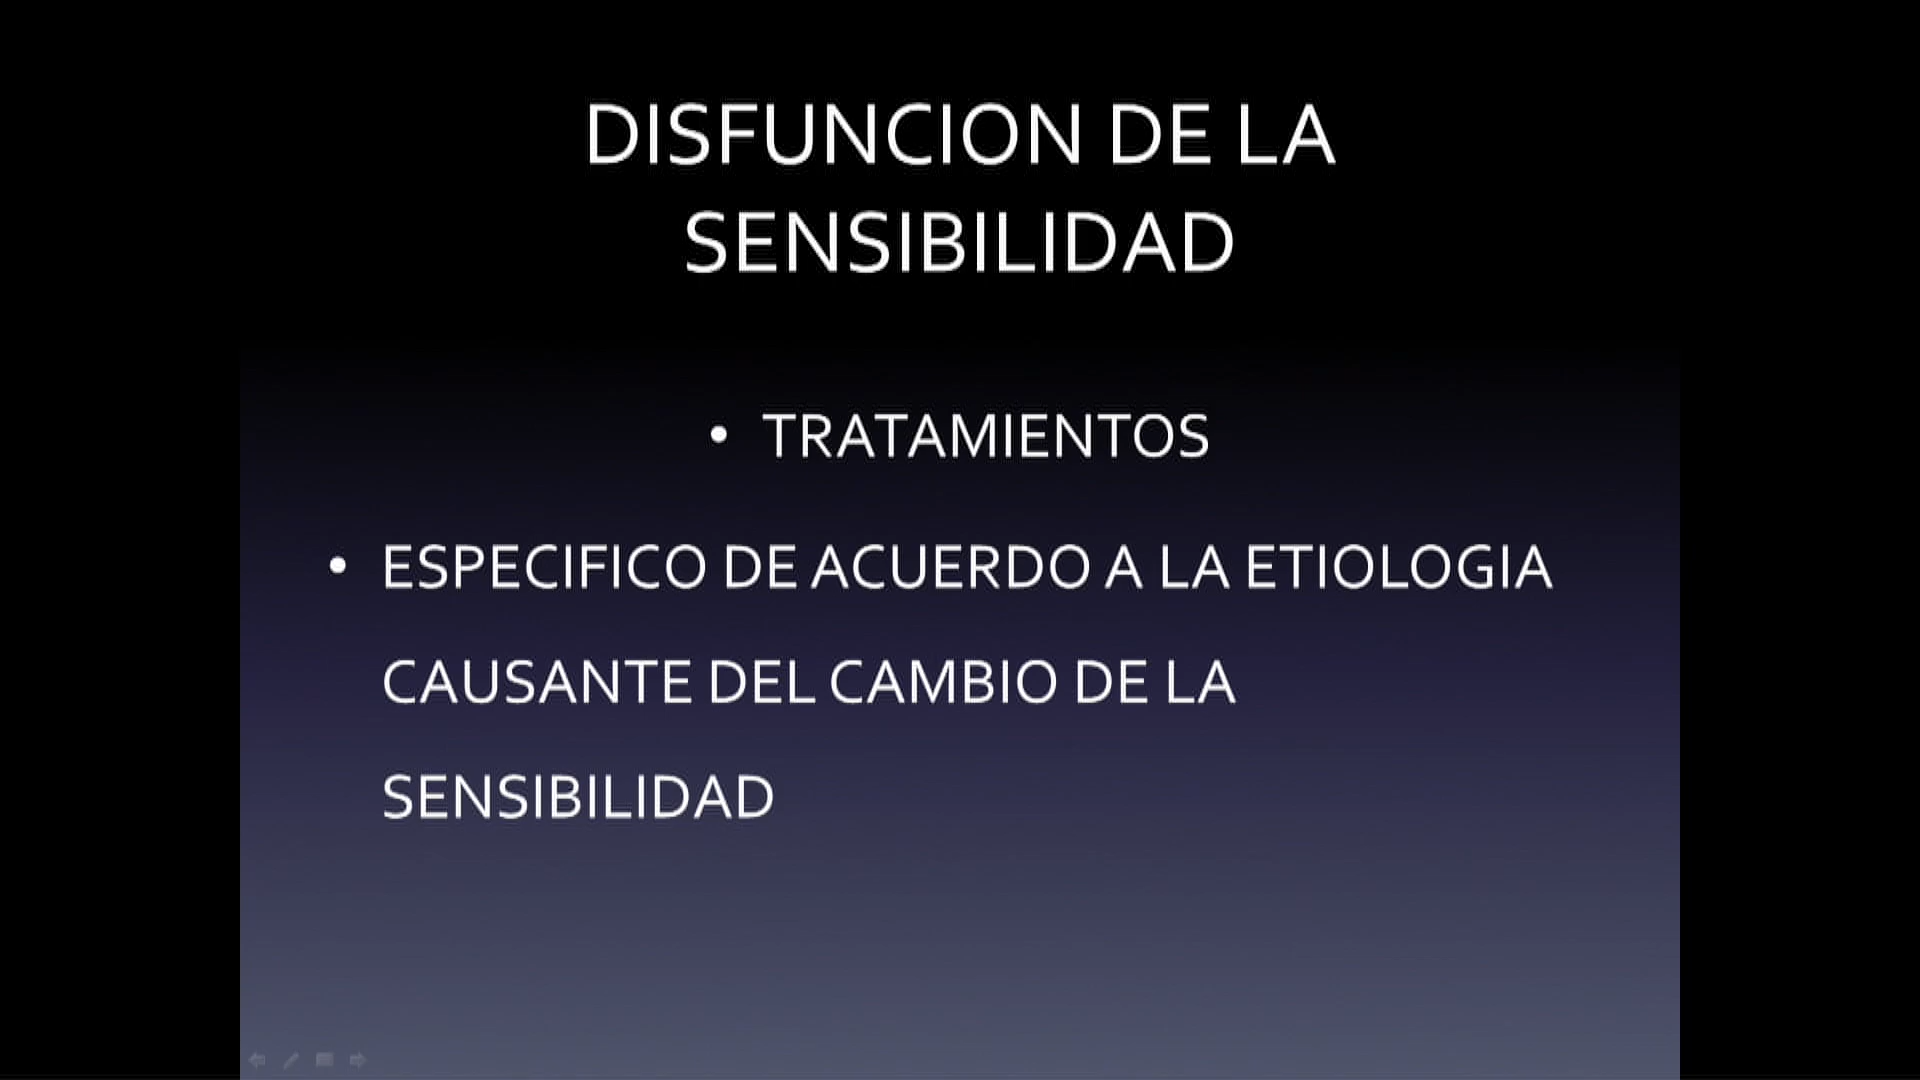 DISFUNCION DE LA
SENSIBILIDAD
• TRATAMIENTOS
• ESPECIFICO DE ACUERDO A LA ETIOLOGIA
CAUSANTE DEL CAMBIO DE LA
SENSIBILIDAD